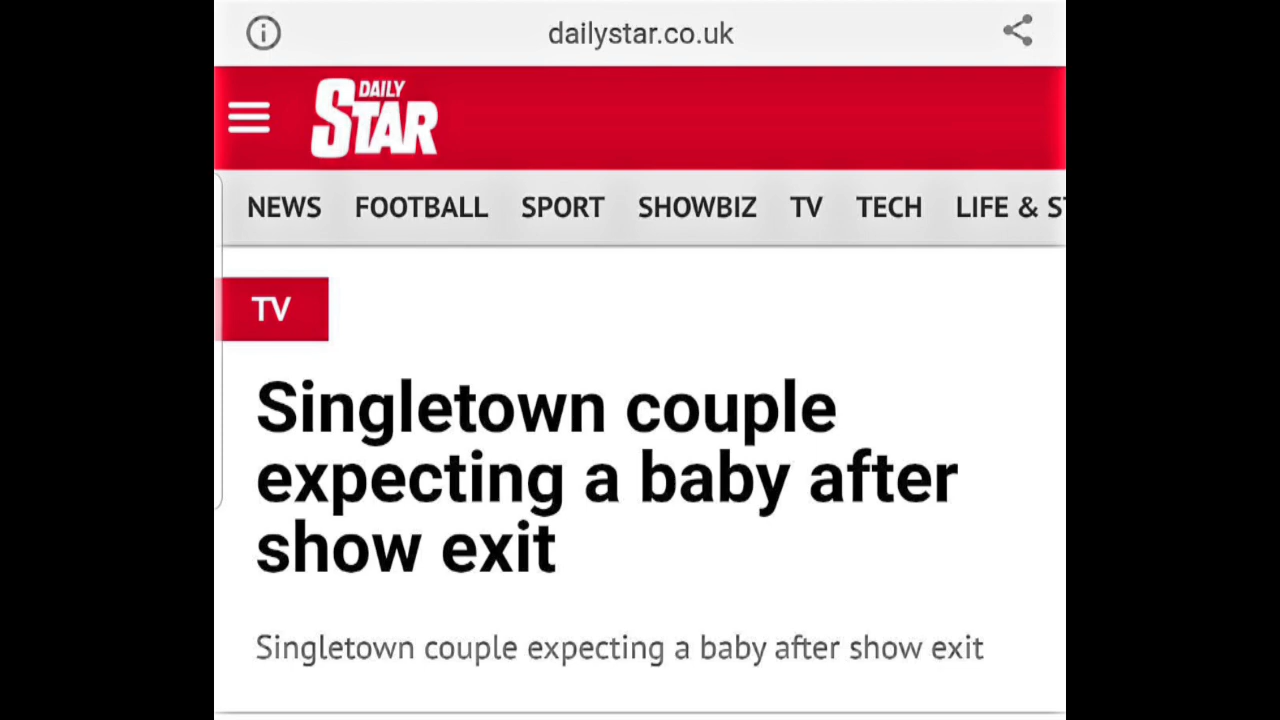 dailystar.co.uk
DAILY
STAR
NEWS FOOTBALL SPORT SHOWBIZ TV TECH LIFE & ST
TV
Singletown couple
expecting a baby after
show exit
Singletown couple expecting a baby after show exit